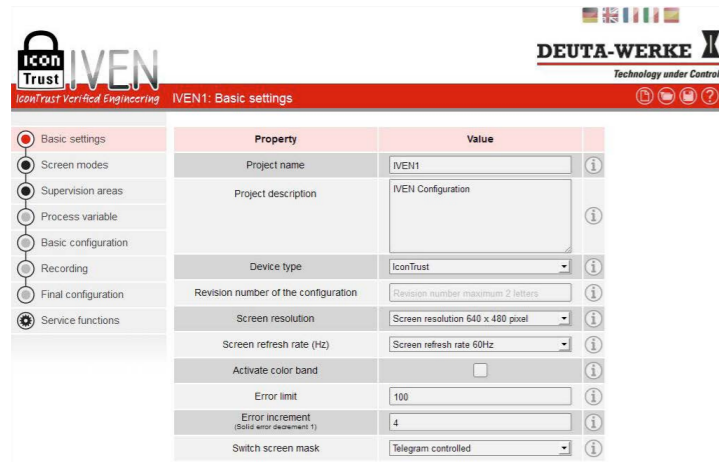 Icon
Trust
IVEN
IconTrust Verified Engineering
DEUTA-WERKE
Technology under Control
IVEN1: Basic settings
Basic settings
Screen modes
Supervision areas
Process variable
Basic configuration
Recording
Final configuration
Service functions
Property Value
Project name IVEN1
Project description IVEN Configuration
Device type IconTrust
Revision number of the configuration Revision number maximum 2 letters
Screen resolution Screen resolution 640 x 480 pixel
Screen refresh rate (Hz) Screen refresh rate 60Hz
Activate color band
Error limit 100
Error increment 4
(Solid error decrement 1)
Switch screen mask Telegram controlled